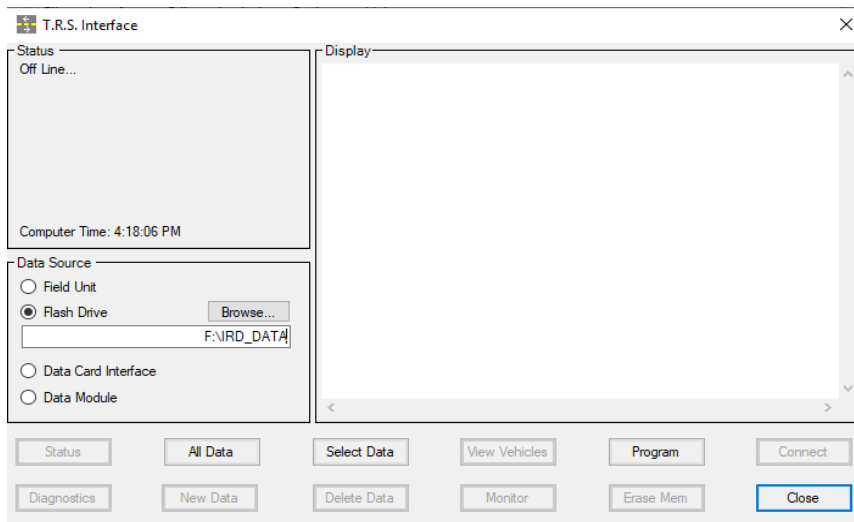 T.R.S. Interface
Status
Off Line...
Computer Time: 4:18:06 PM
Data Source
Field Unit
Flash Drive
Browse...
F:\IRD_DATA
Data Card Interface
Data Module
Display
Status
All Data
Select Data
View Vehicles
Program
Connect
Diagnostics
New Data
Delete Data
Monitor
Erase Mem
Close